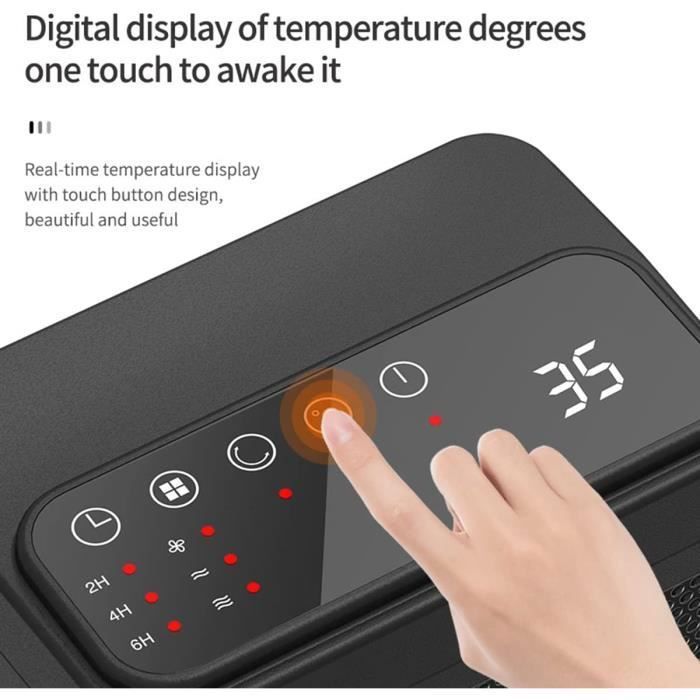 Digital display of temperature degrees
one touch to awake it
Real-time temperature display
with touch button design,
beautiful and useful
35
2H
4H
6H